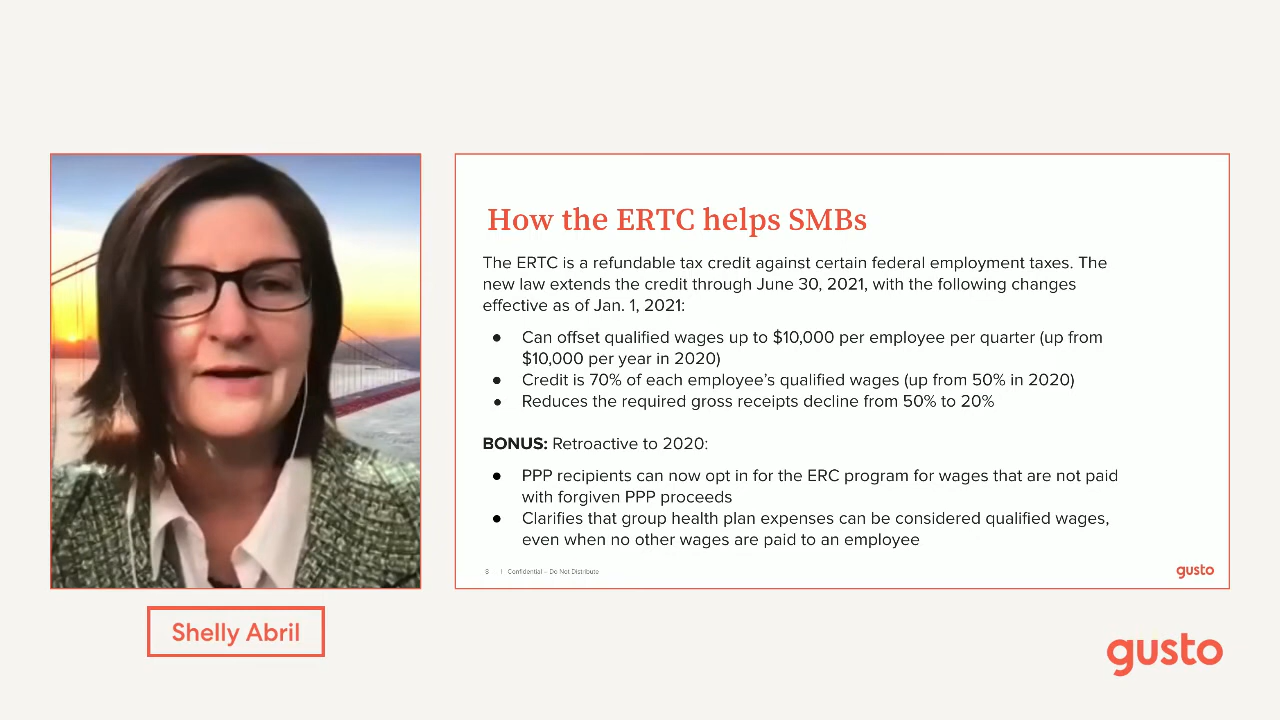 How the ERTC helps SMBs
The ERTC is a refundable tax credit against certain federal employment taxes. The
new law extends the credit through June 30, 2021, with the following changes
effective as of Jan. 1, 2021:
● Can offset qualified wages up to $10,000 per employee per quarter (up from
$10,000 per year in 2020)
● Credit is 70% of each employee’s qualified wages (up from 50% in 2020)
● Reduces the required gross receipts decline from 50% to 20%
BONUS: Retroactive to 2020:
● PPP recipients can now opt in for the ERC program for wages that are not paid
with forgiven PPP proceeds
● Clarifies that group health plan expenses can be considered qualified wages,
even when no other wages are paid to an employee
8 | Confidential – Do Not Distribute
gusto
Shelly Abril
gusto